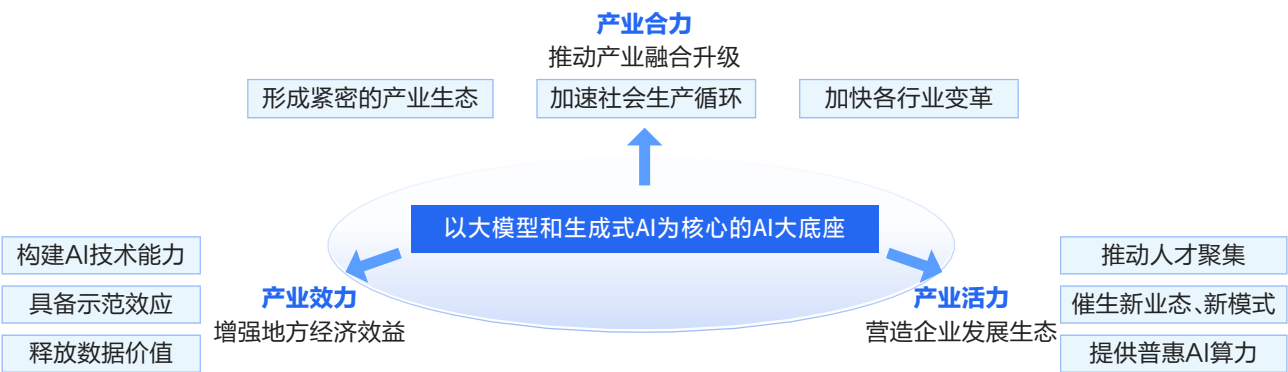 产业合力
推动产业融合升级
形成紧密的产业生态
加速社会生产循环
加快各行业变革
以大模型和生成式AI为核心的AI大底座
构建AI技术能力
具备示范效应
释放数据价值
产业效力
增强地方经济效益
产业活力
营造企业发展生态
推动人才聚集
催生新业态、新模式
提供普惠AI算力